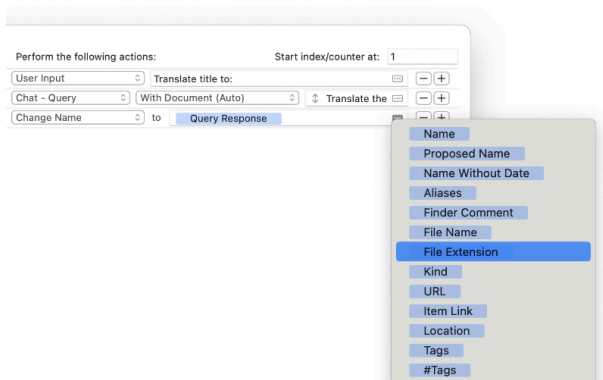 Perform the following actions: Start index/counter at: 1
User Input Translate title to:
Chat - Query With Document (Auto) Translate the
Change Name to Query Response
Name
Proposed Name
Name Without Date
Aliases
Finder Comment
File Name
File Extension
Kind
URL
Item Link
Location
Tags
#Tags